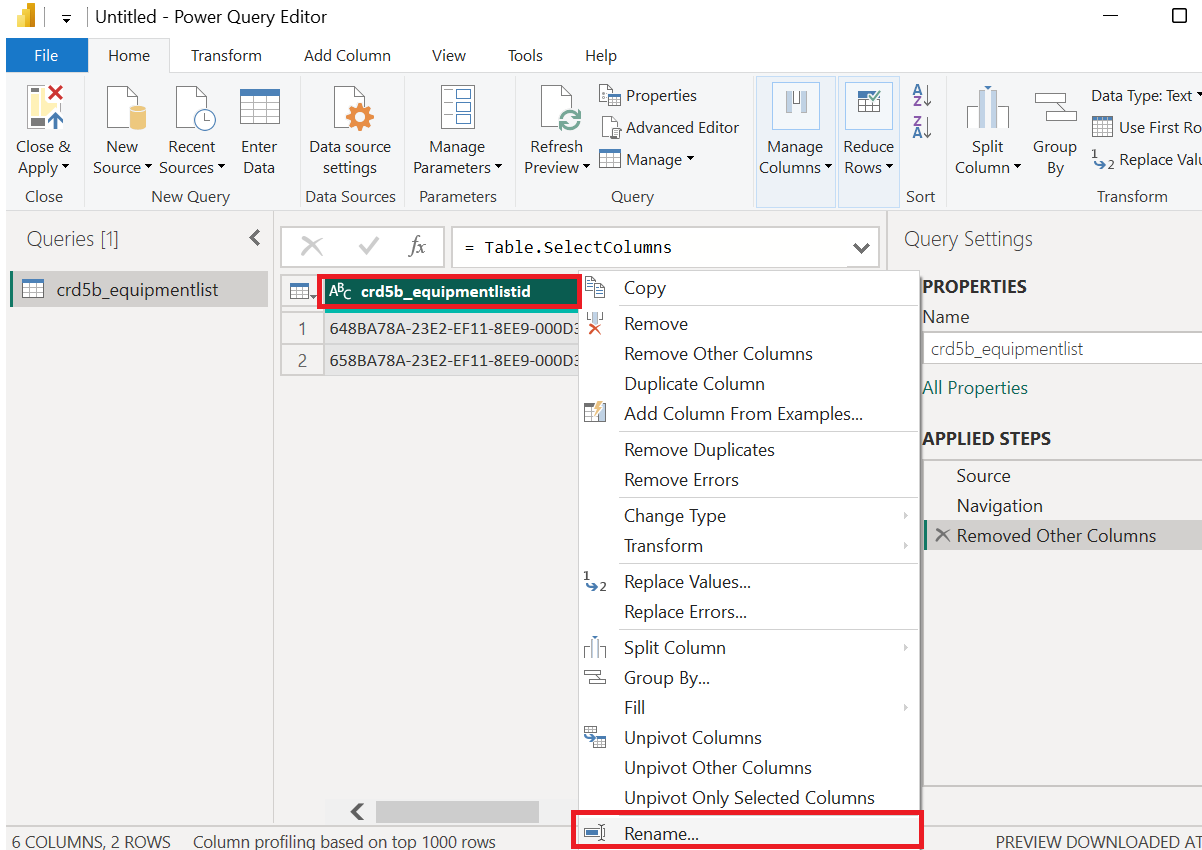 Untitled - Power Query Editor
File Home Transform Add Column View Tools Help
Close & Apply
New Source
Recent Sources
Enter Data
Data source settings
Manage Parameters
Refresh Preview
Properties
Advanced Editor
Manage
Manage Columns
Reduce Rows
Split Column
Group By
Data Type: Text
Use First Ro
Replace Valu
Close New Query Data Sources Parameters Query Sort Transform
Queries [1]
crd5b_equipmentlist
fx
= Table.SelectColumns
ABC crd5b_equipmentlistid
1 648BA78A-23E2-EF11-8EE9-000D3
2 658BA78A-23E2-EF11-8EE9-000D3
Copy
Remove
Remove Other Columns
Duplicate Column
Add Column From Examples...
Remove Duplicates
Remove Errors
Change Type
Transform
Replace Values...
Replace Errors...
Split Column
Group By...
Fill
Unpivot Columns
Unpivot Other Columns
Unpivot Only Selected Columns
Rename...
Query Settings
PROPERTIES
Name
crd5b_equipmentlist
All Properties
APPLIED STEPS
Source
Navigation
Removed Other Columns
6 COLUMNS, 2 ROWS Column profiling based on top 1000 rows
PREVIEW DOWNLOADED AT